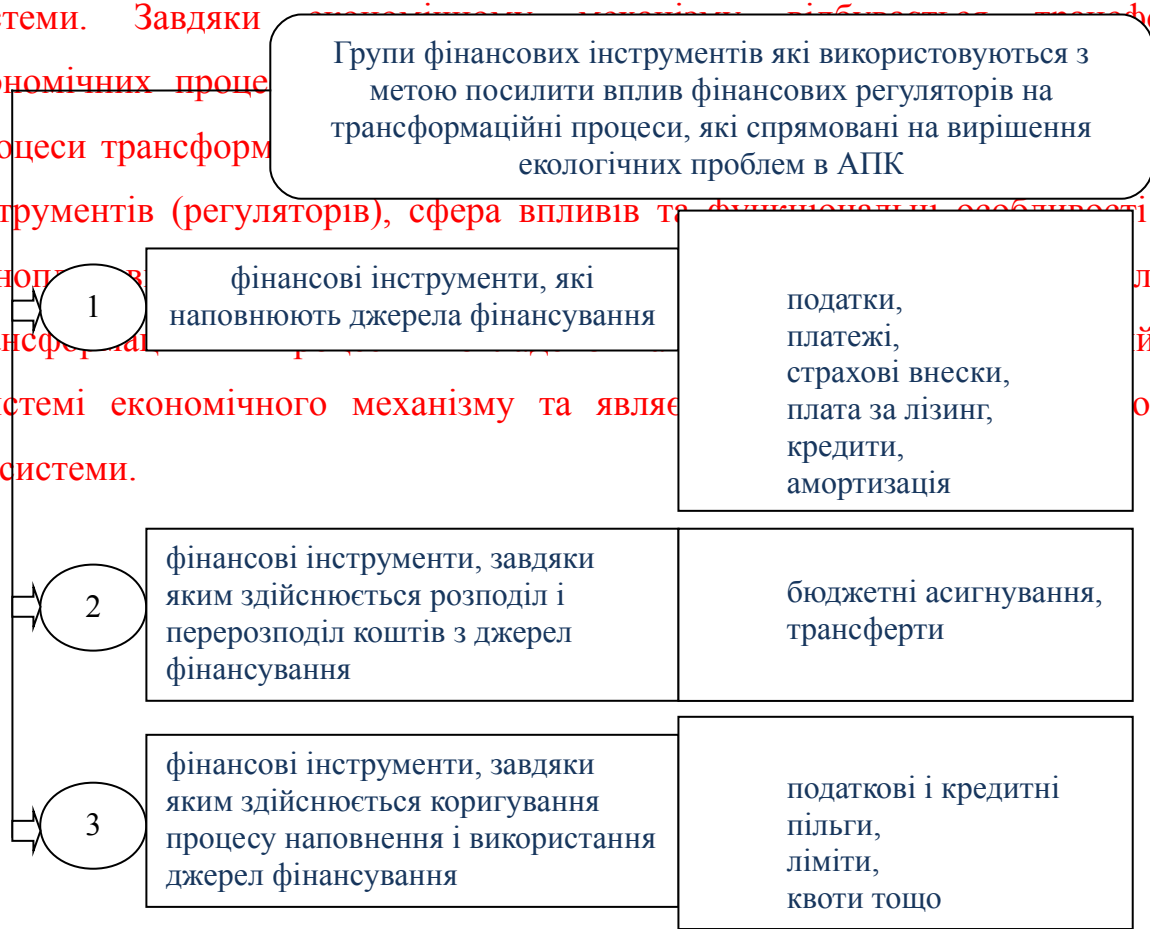 стеми. Завдяки
Групи фінансових інструментів які використовуються з
метою посилити вплив фінансових регуляторів на
трансформаційні процеси, які спрямовані на вирішення
екологічних проблем в АПК
номічних проце
оцеси трансформ
трументів (регуляторів), сфера впливів та
1
фінансові інструменти, які
наповнюють джерела фінансування
податки,
платежі,
страхові внески,
плата за лізинг,
кредити,
амортизація
стемі економічного механізму та являє
системи.
2
фінансові інструменти, завдяки
яким здійснюється розподіл і
перерозподіл коштів з джерел
фінансування
бюджетні асигнування,
трансферти
3
фінансові інструменти, завдяки
яким здійснюється коригування
процесу наповнення і використання
джерел фінансування
податкові і кредитні
пільги,
ліміти,
квоти тощо